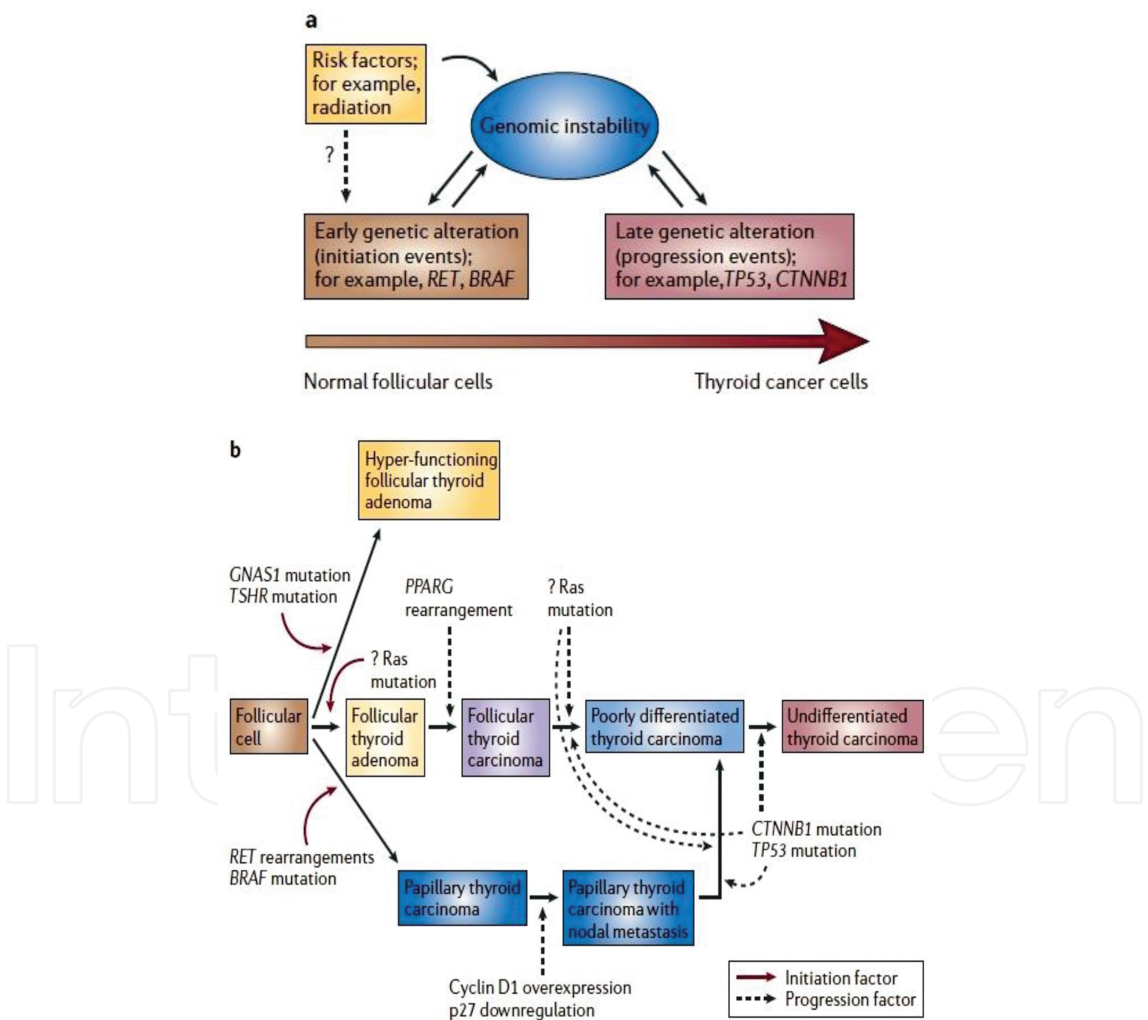 a
Risk factors;
for example,
radiation
Genomic instability
?
Early genetic alteration
(initiation events);
for example, RET, BRAF
Late genetic alteration
(progression events);
for example,TP53, CTNNB1
Normal follicular cells
Thyroid cancer cells
b
Hyper-functioning
follicular thyroid
adenoma
GNAS1 mutation
TSHR mutation
PPARG
rearrangement
? Ras
mutation
? Ras
mutation
Follicular
cell
Follicular
thyroid
adenoma
Follicular
thyroid
carcinoma
Poorly differentiated
thyroid carcinoma
Undifferentiated
thyroid carcinoma
CTNNB1 mutation
TP53 mutation
RET rearrangements
BRAF mutation
Papillary thyroid
carcinoma
Papillary thyroid
carcinoma with
nodal metastasis
Cyclin D1 overexpression
p27 downregulation
Initiation factor
Progression factor